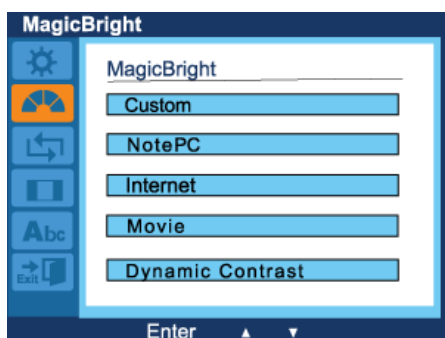 MagicBright
MagicBright
Custom
NotePC
Internet
Movie
Dynamic Contrast
Abc
Exit
Enter ▲ ▼